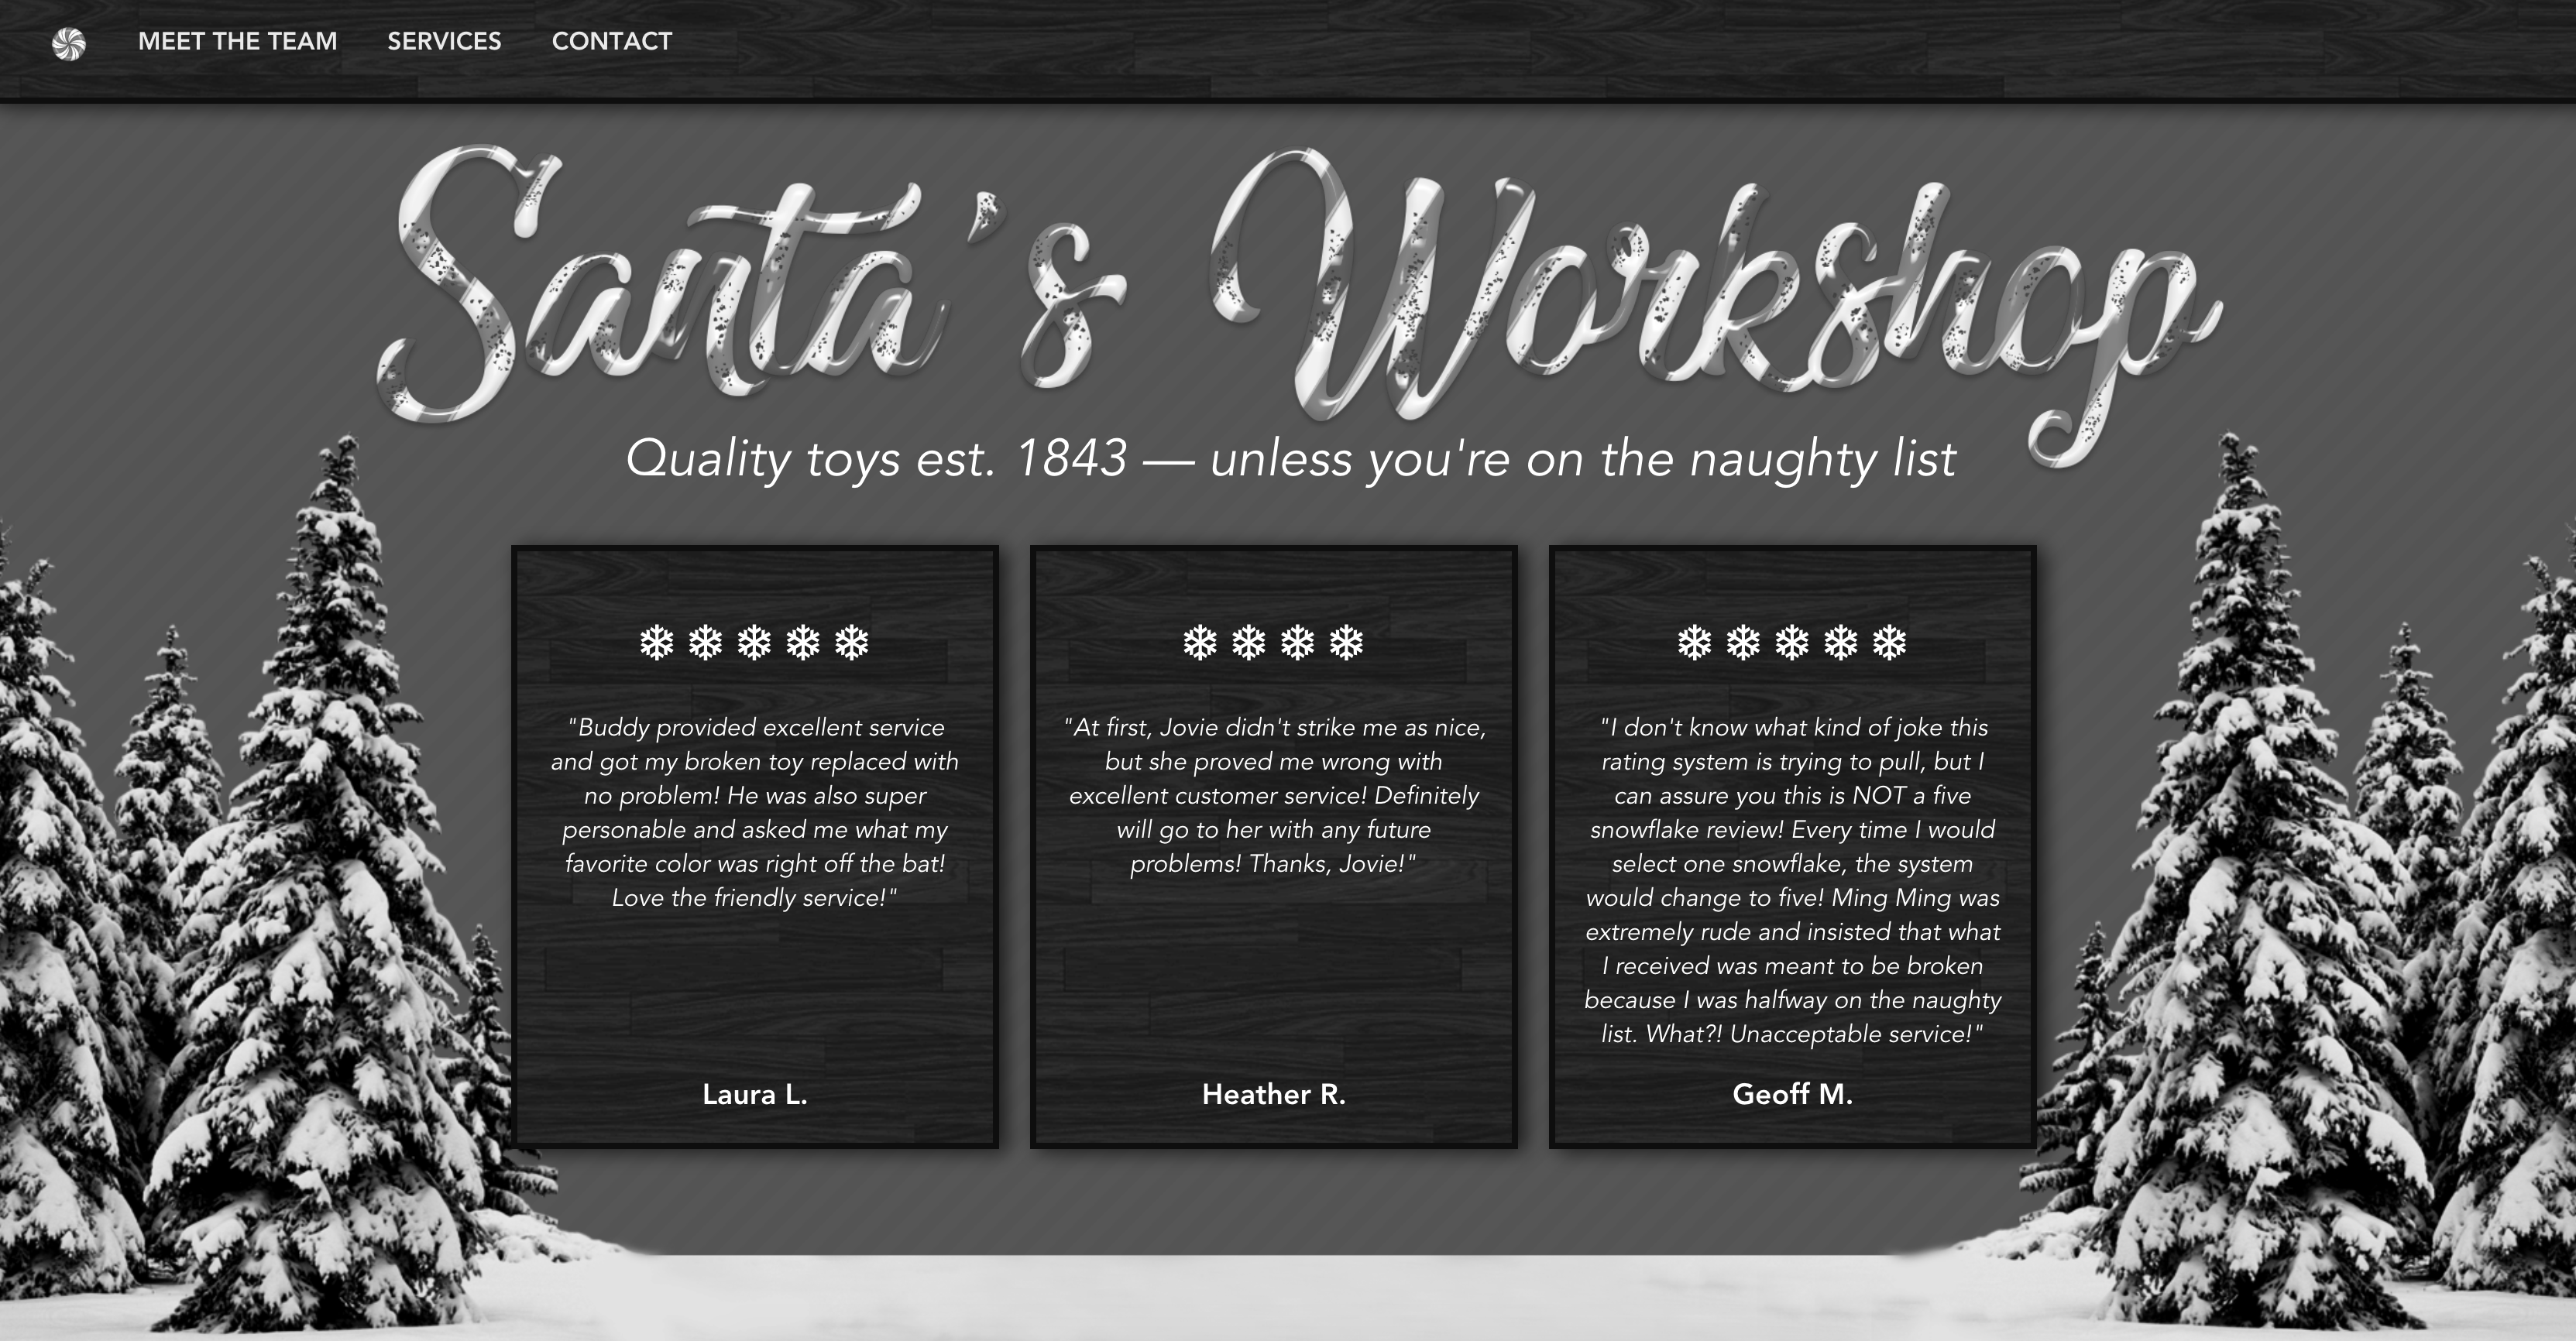 MEET THE TEAM SERVICES CONTACT
Santa's Workshop
Quality toys est. 1843 — unless you're on the naughty list
❄ ❄ ❄ ❄ ❄
"Buddy provided excellent service
and got my broken toy replaced with
no problem! He was also super
personable and asked me what my
favorite color was right off the bat!
Love the friendly service!"
Laura L.
❄ ❄ ❄ ❄
"At first, Jovie didn't strike me as nice,
but she proved me wrong with
excellent customer service! Definitely
will go to her with any future
problems! Thanks, Jovie!"
Heather R.
❄ ❄ ❄ ❄ ❄
"I don't know what kind of joke this
rating system is trying to pull, but I
can assure you this is NOT a five
snowflake review! Every time I would
select one snowflake, the system
would change to five! Ming Ming was
extremely rude and insisted that what
I received was meant to be broken
because I was halfway on the naughty
list. What?! Unacceptable service!"
Geoff M.